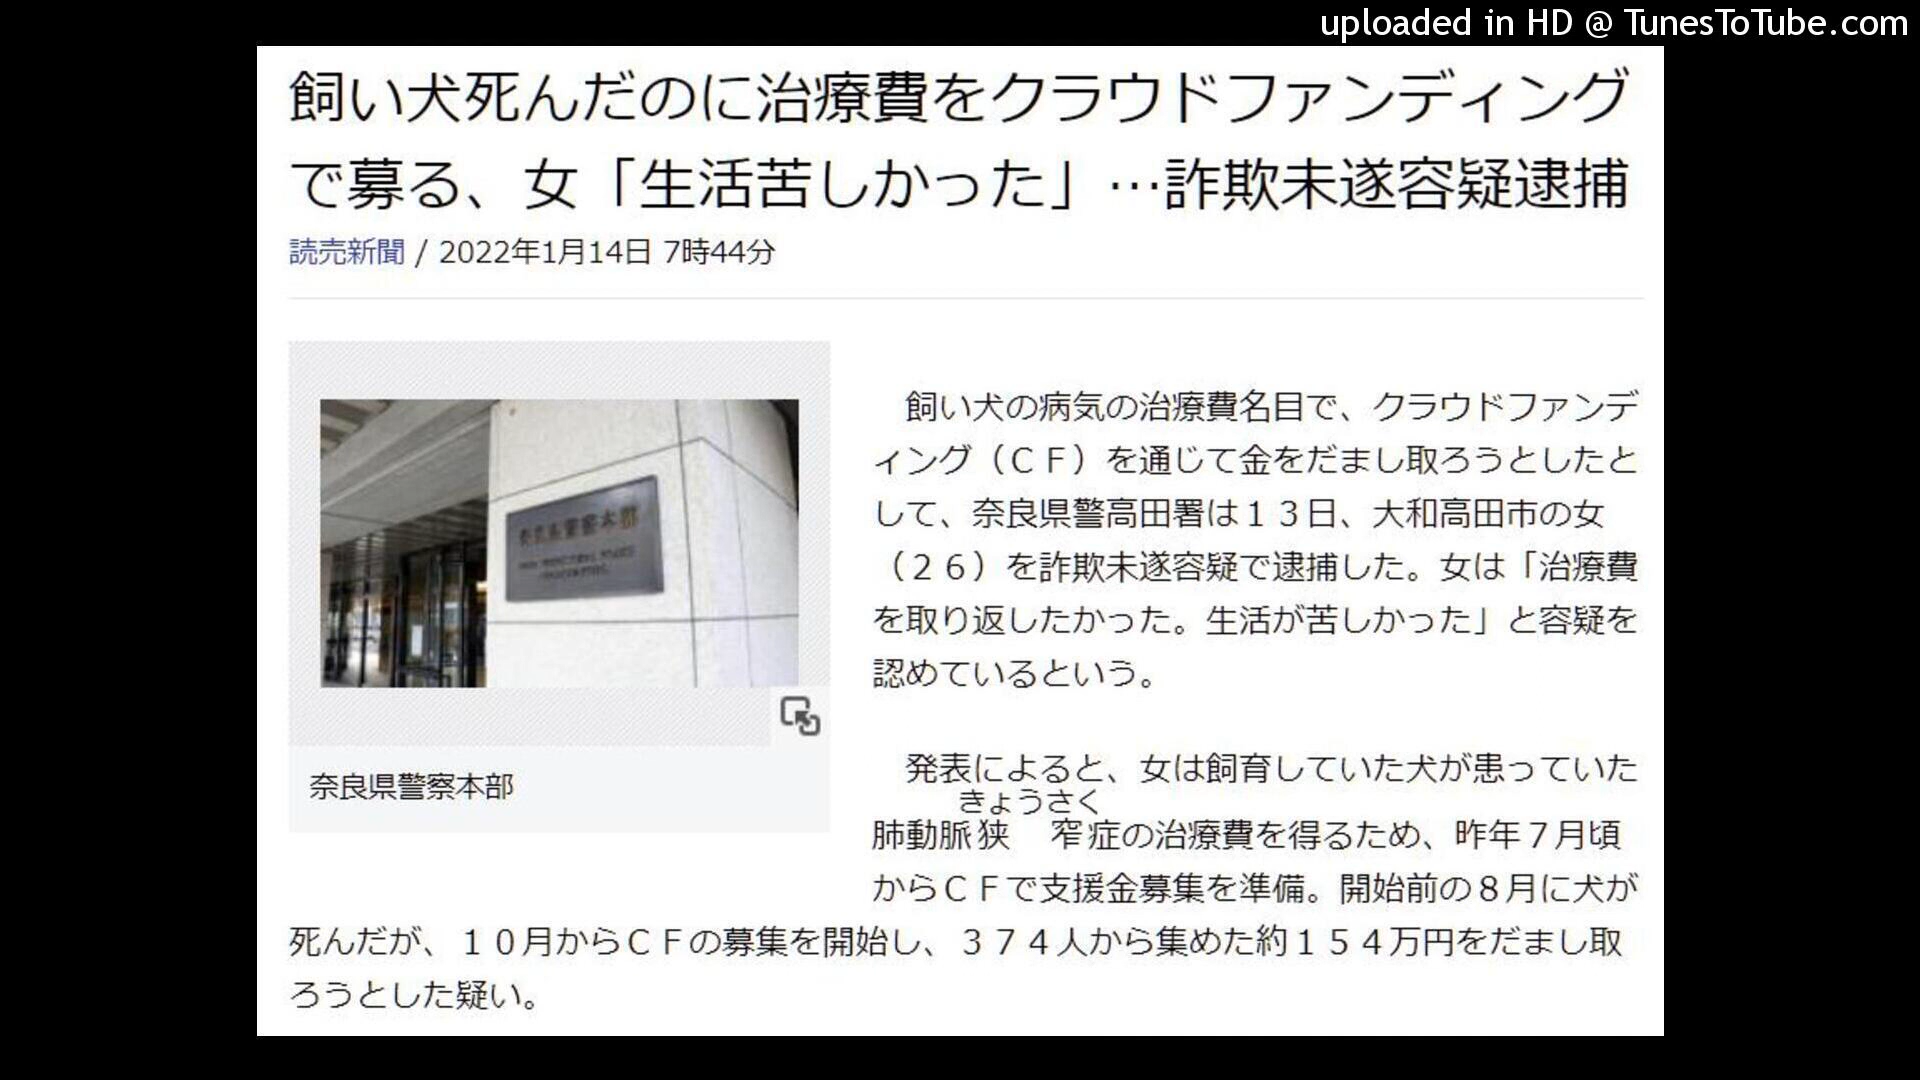 uploaded in HD @ TunesToTube.com
飼い犬死んだのに治療費をクラウドファンディング
で募る、女「生活苦しかった」…詐欺未遂容疑逮捕
読売新聞 / 2022年1月14日 7時44分
奈良県警察本部
奈良県警察本部
飼い犬の病気の治療費名目で、クラウドファンデ
ィング（ＣＦ）を通じて金をだまし取ろうとしたと
して、奈良県警高田署は１３日、大和高田市の女
（２６）を詐欺未遂容疑で逮捕した。女は「治療費
を取り返したかった。生活が苦しかった」と容疑を
認めているという。
発表によると、女は飼育していた犬が患っていた
きょうさく
肺動脈狭　窄症の治療費を得るため、昨年７月頃
からＣＦで支援金募集を準備。開始前の８月に犬が
死んだが、１０月からＣＦの募集を開始し、３７４人から集めた約１５４万円をだまし取
ろうとした疑い。